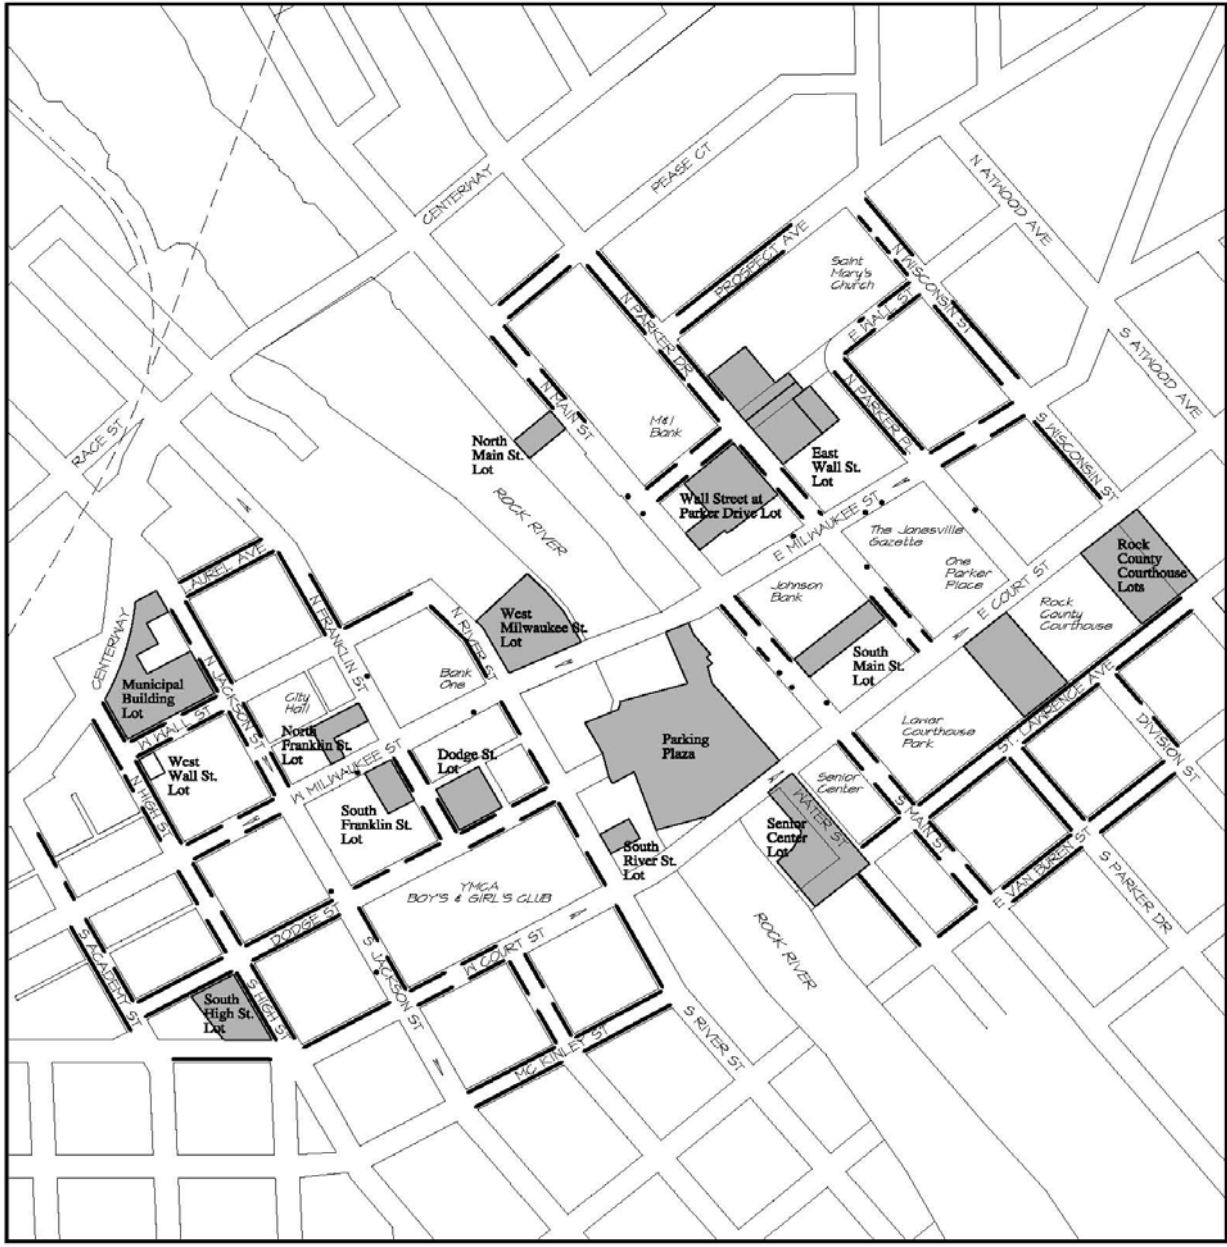 CENTERWAY
PEASE CT
N ATWOOD AVE
PROSPECT AVE
N WISCONSIN ST
Saint
Mary's
Church
E WALL ST
N PARKER DR
S ATWOOD AVE
N MAIN ST
N PARKER PL
M&I
Bank
RACE ST
North
Main St.
Lot
East
Wall St.
Lot
S WISCONSIN ST
ROCK RIVER
Wall Street at
Parker Drive Lot
E MILWAUKEE ST
The Janesville
Gazette
One
Parker
Place
Rock
County
Courthouse
Lots
LAUREL AVE
Johnson
Bank
E COURT ST
Rock
County
Courthouse
N FRANKLIN ST
N RIVER ST
West
Milwaukee St.
Lot
CENTERWAY
N JACKSON ST
Bank
One
South
Main St.
Lot
Municipal
Building
Lot
City
Hall
ST. LAWRENCE AVE
W WALL ST
North
Franklin St.
Lot
Lower
Courthouse
Park
DIVISION ST
West
Wall St.
Lot
W MILWAUKEE ST
Dodge St.
Lot
Parking
Plaza
N HIGH ST
South
Franklin St.
Lot
Senior
Center
WATER ST
S MAIN ST
Senior
Center
Lot
South
River St.
Lot
E VAN BUREN ST
S PARKER DR
YMCA
BOY'S & GIRL'S CLUB
DODGE ST
S ACADEMY ST
S JACKSON ST
W COURT ST
ROCK RIVER
South
High St.
Lot
S HIGH ST
S RIVER ST
MC KINLEY ST